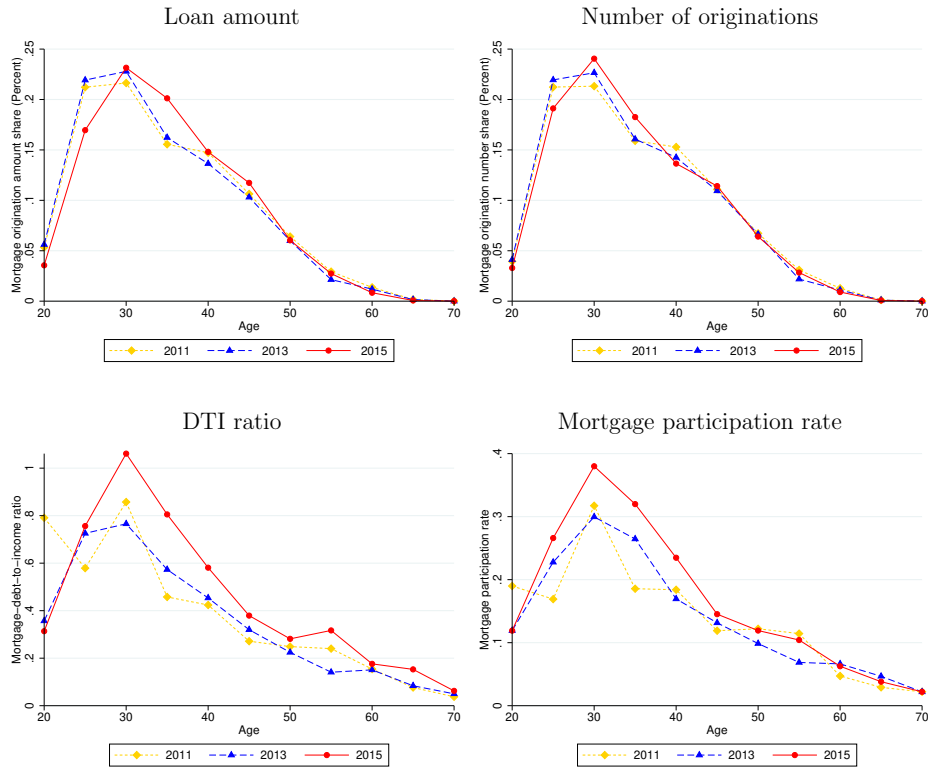 Loan amount
Mortgage origination amount share (Percent)
0 .05 .1 .15 .2 .25
20 30 40 50 60 70
Age
2011 2013 2015
Number of originations
Mortgage origination number share (Percent)
0 .05 .1 .15 .2 .25
20 30 40 50 60 70
Age
2011 2013 2015
DTI ratio
Mortgage-debt-to-income ratio
0 .2 .4 .6 .8 1
20 30 40 50 60 70
Age
2011 2013 2015
Mortgage participation rate
Mortgage participation rate
0 .1 .2 .3 .4
20 30 40 50 60 70
Age
2011 2013 2015